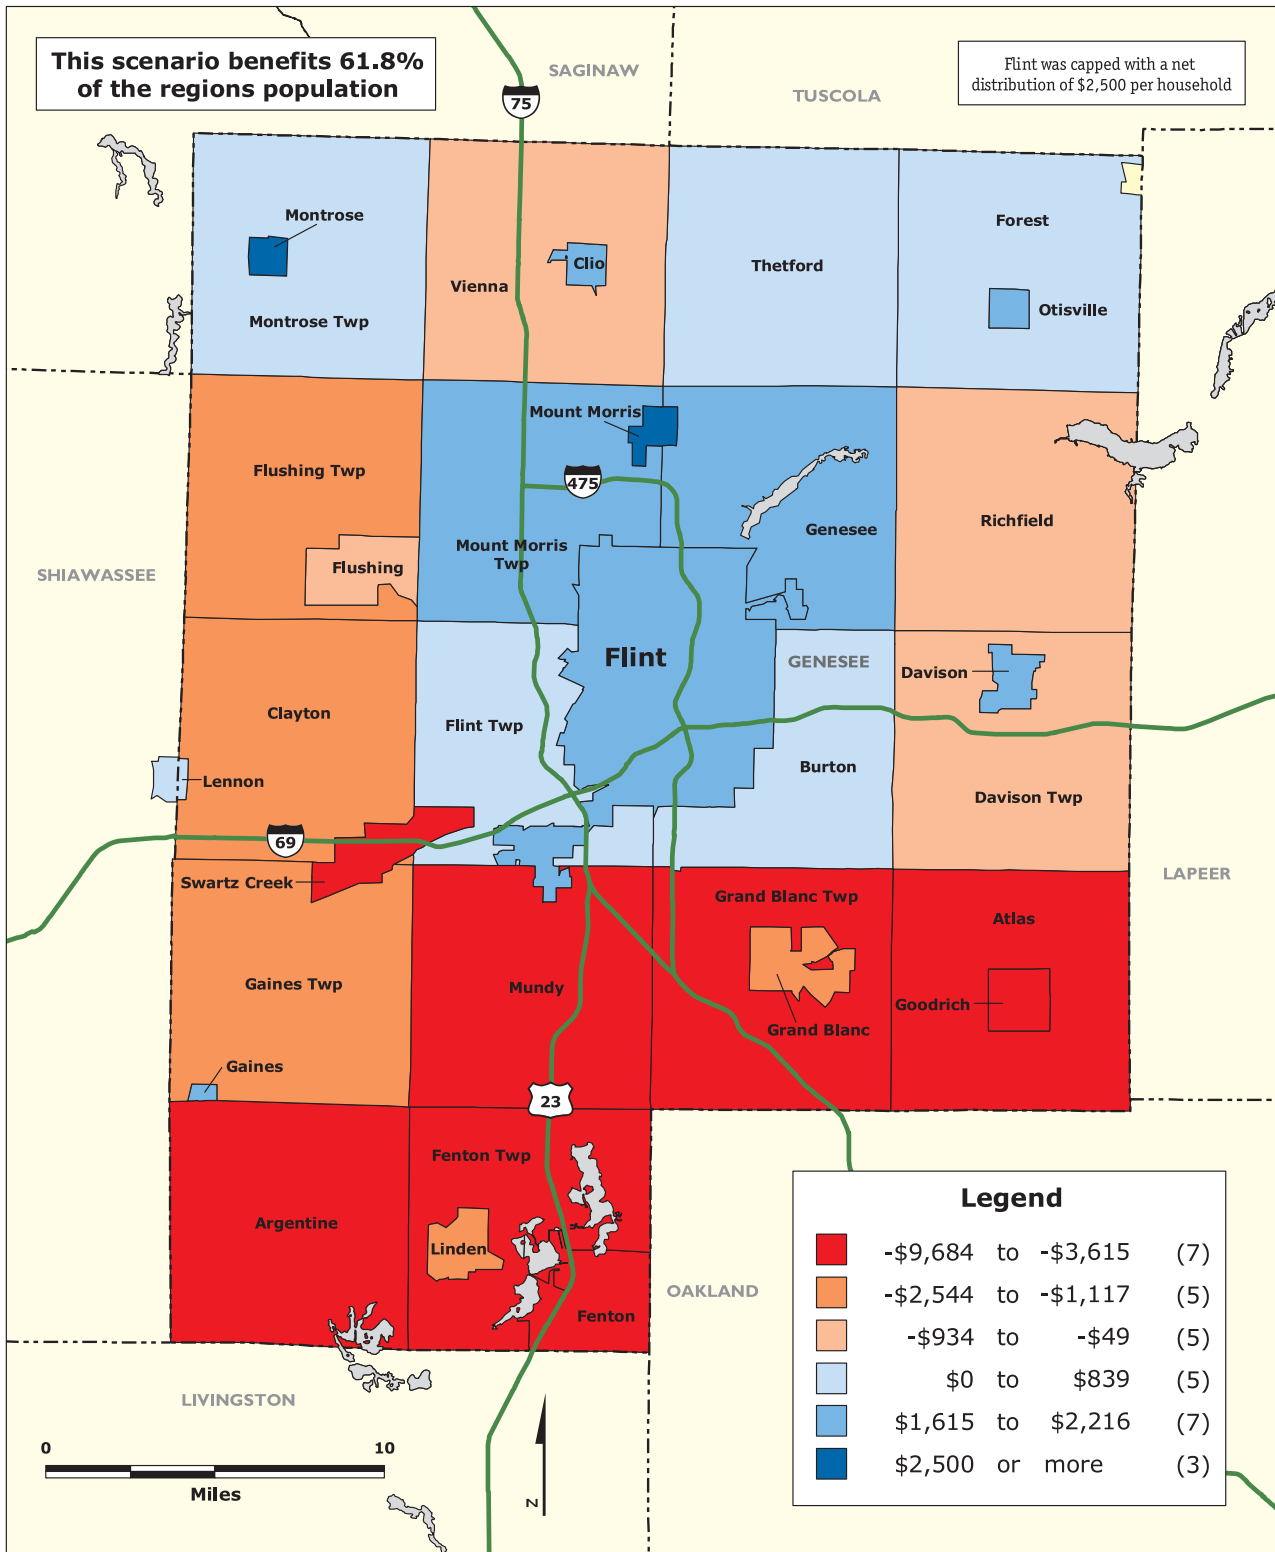 This scenario benefits 61.8%
of the regions population
Flint was capped with a net
distribution of $2,500 per household
SAGINAW
TUSCOLA
75
Montrose
Forest
Clio
Thetford
Vienna
Otisville
Montrose Twp
Mount Morris
Flushing Twp
475
Richfield
Genesee
Mount Morris
Twp
Flushing
SHIAWASSEE
Flint
GENESEE
Davison
Clayton
Flint Twp
Burton
Lennon
Davison Twp
69
Swartz Creek
LAPEER
Grand Blanc Twp
Atlas
Gaines Twp
Mundy
Goodrich
Grand Blanc
Gaines
23
Fenton Twp
Argentine
Linden
OAKLAND
Fenton
LIVINGSTON
Legend
-$9,684 to -$3,615 (7)
-$2,544 to -$1,117 (5)
-$934 to -$49 (5)
$0 to $839 (5)
$1,615 to $2,216 (7)
$2,500 or more (3)
0 10
Miles
N